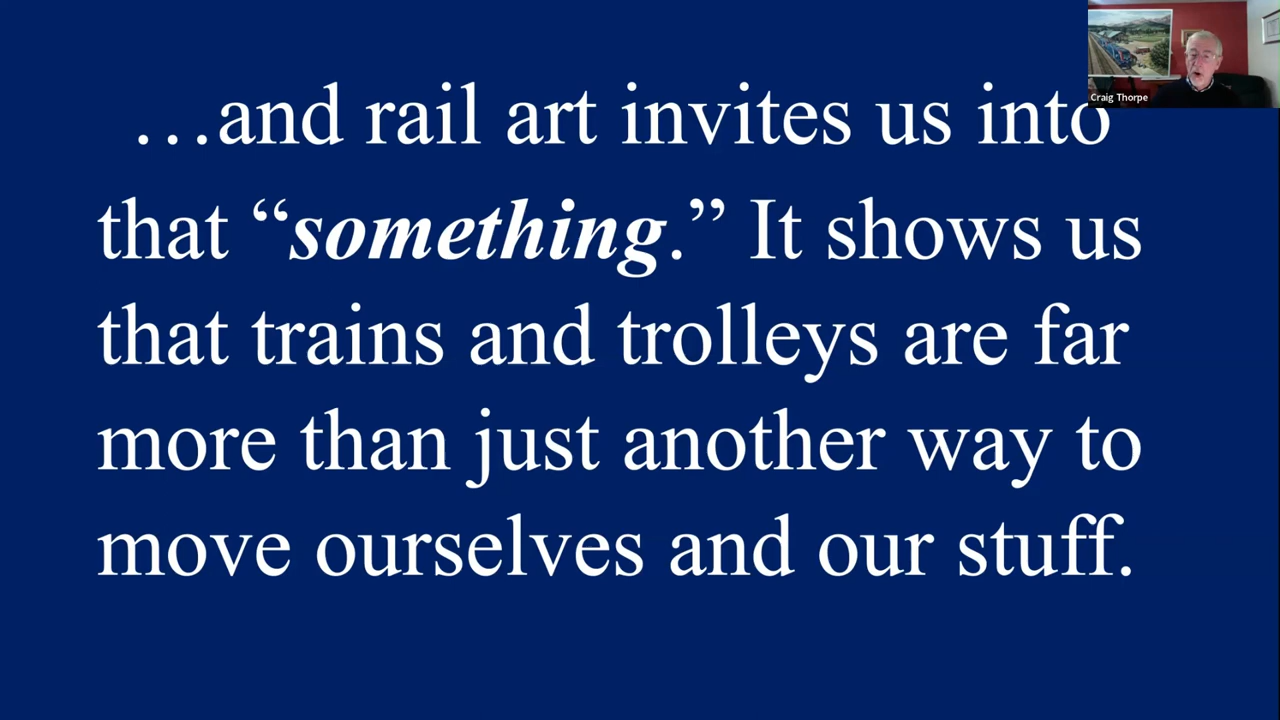 …and rail art invites us into
that “something.” It shows us
that trains and trolleys are far
more than just another way to
move ourselves and our stuff.
Craig Thorpe